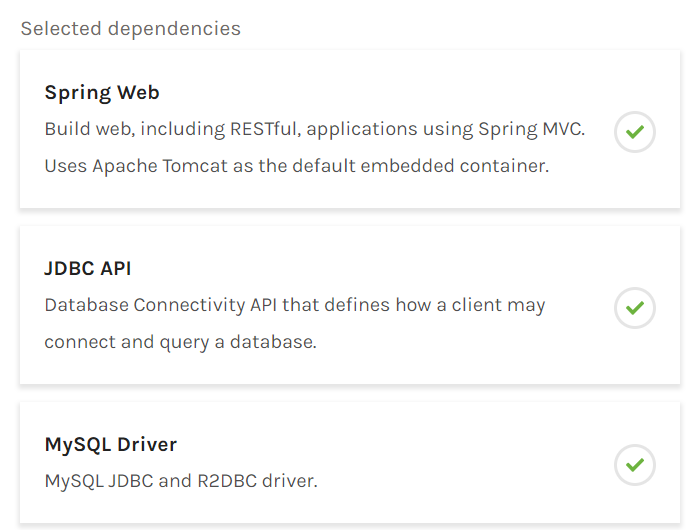 Selected dependencies
Spring Web
Build web, including RESTful, applications using Spring MVC.
Uses Apache Tomcat as the default embedded container.
JDBC API
Database Connectivity API that defines how a client may
connect and query a database.
MySQL Driver
MySQL JDBC and R2DBC driver.